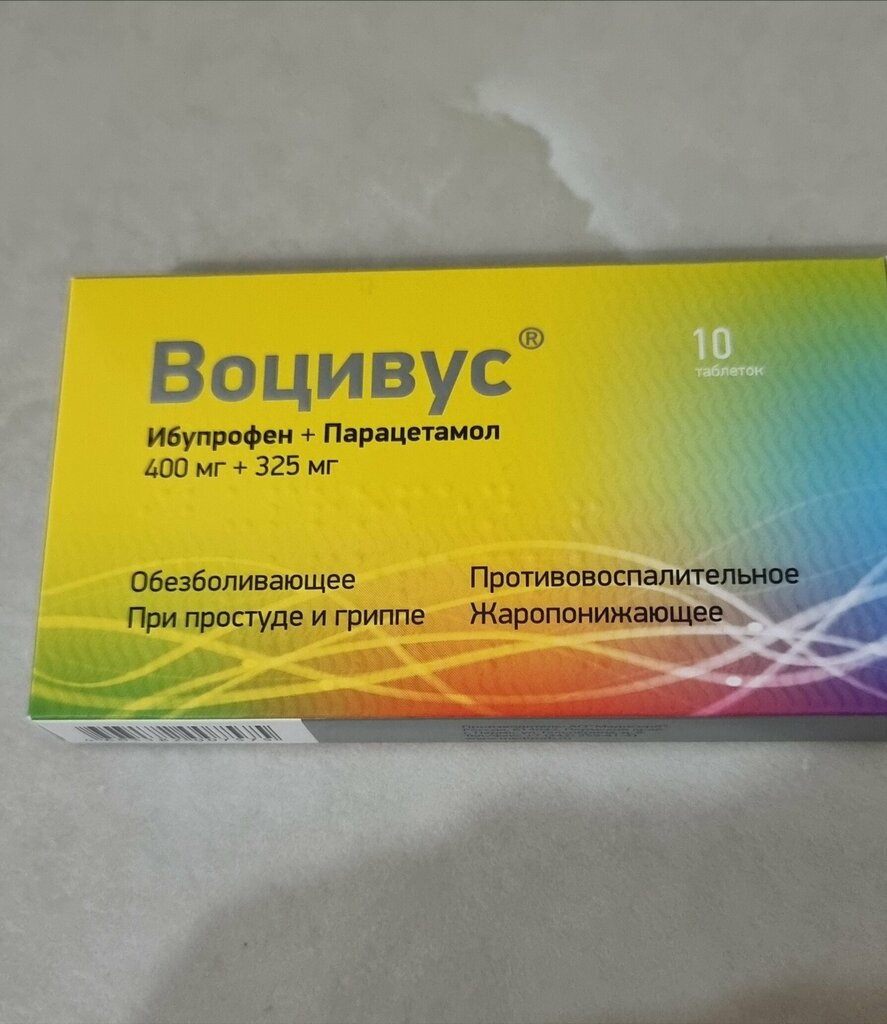 Воцивус®
10
таблеток
Ибупрофен + Парацетамол
400 мг + 325 мг
Обезболивающее
При простуде и гриппе
Противовоспалительное
Жаропонижающее